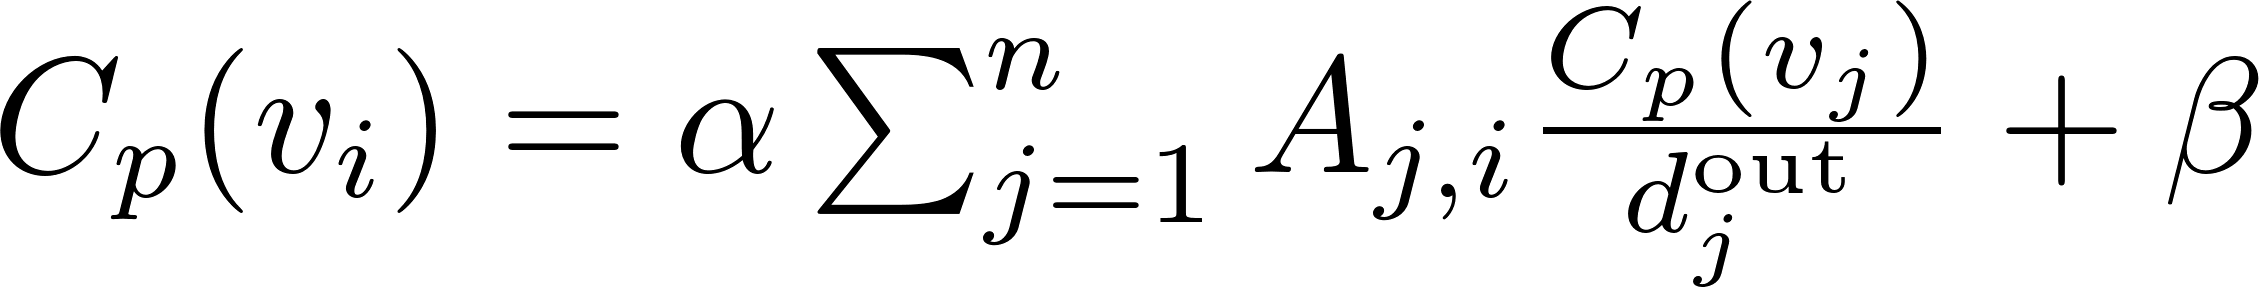 $C_p(v_i) = \alpha \sum_{j=1}^{n} A_{j,i} \frac{C_p(v_j)}{d_j^{\text{out}}} + \beta$